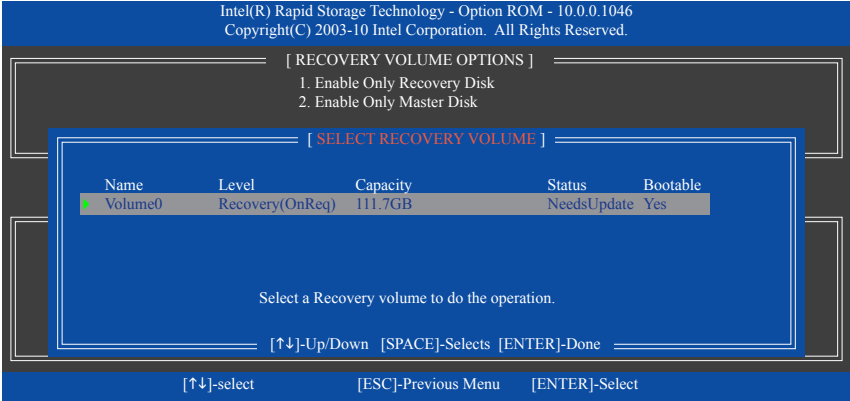 Intel(R) Rapid Storage Technology - Option ROM - 10.0.0.1046
Copyright(C) 2003-10 Intel Corporation. All Rights Reserved.
[ RECOVERY VOLUME OPTIONS ]
1. Enable Only Recovery Disk
2. Enable Only Master Disk
[ SELECT RECOVERY VOLUME ]
Name Level Capacity Status Bootable
Volume0 Recovery(OnReq) 111.7GB NeedsUpdate Yes
Select a Recovery volume to do the operation.
[↑↓]-Up/Down [SPACE]-Selects [ENTER]-Done
[↑↓]-select [ESC]-Previous Menu [ENTER]-Select